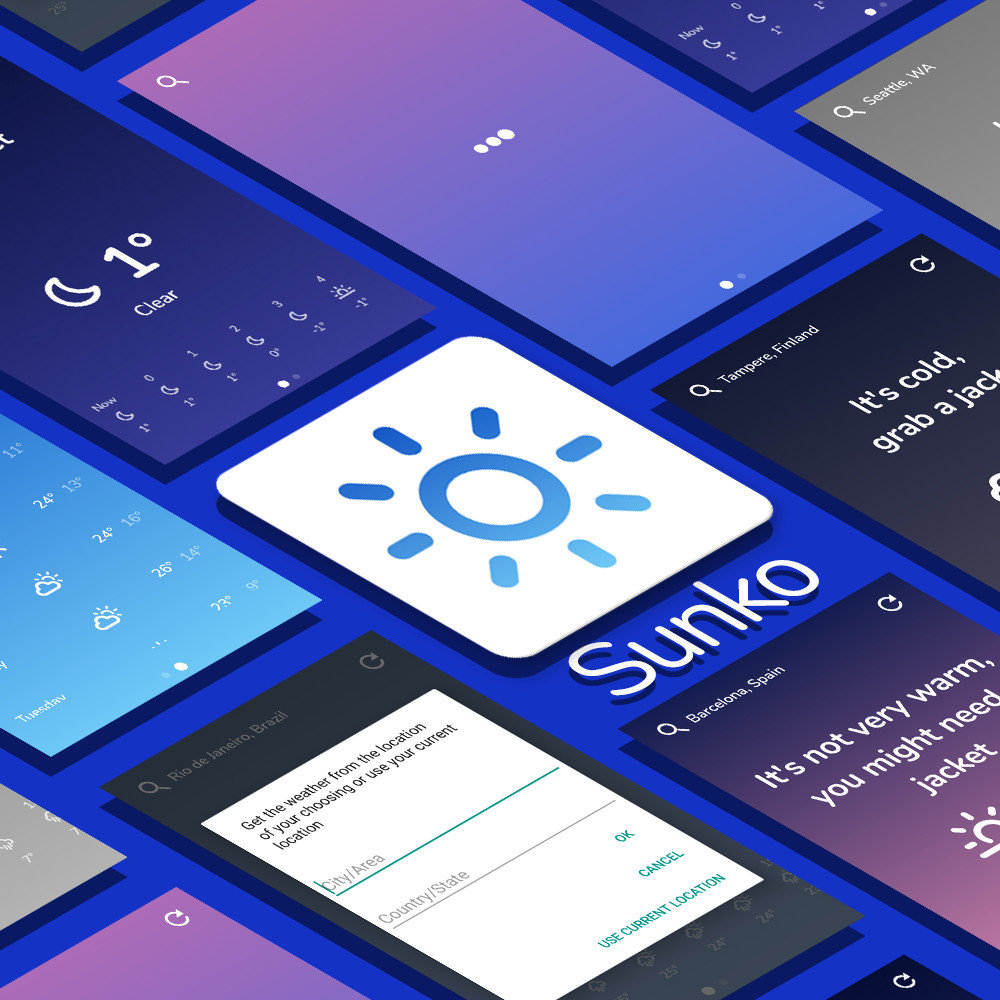 25°
Now
0
1°
1°
1°
Seattle, WA
1°
Clear
Now
0
1
2
3
4
1°
1°
1°
0°
-1°
-1°
Tampere, Finland
It's cold,
grab a
11°
24° 13°
24° 16°
26° 14°
23° 9°
Tuesday
Sunko
Rio de Janeiro, Brazil
Get the weather from the location
of your choosing or use your current
location
City/Area
Country/State
OK
CANCEL
USE CURRENT LOCATION
24°
24°
25°
Barcelona, Spain
It's not very warm,
you might need
jacket
7°